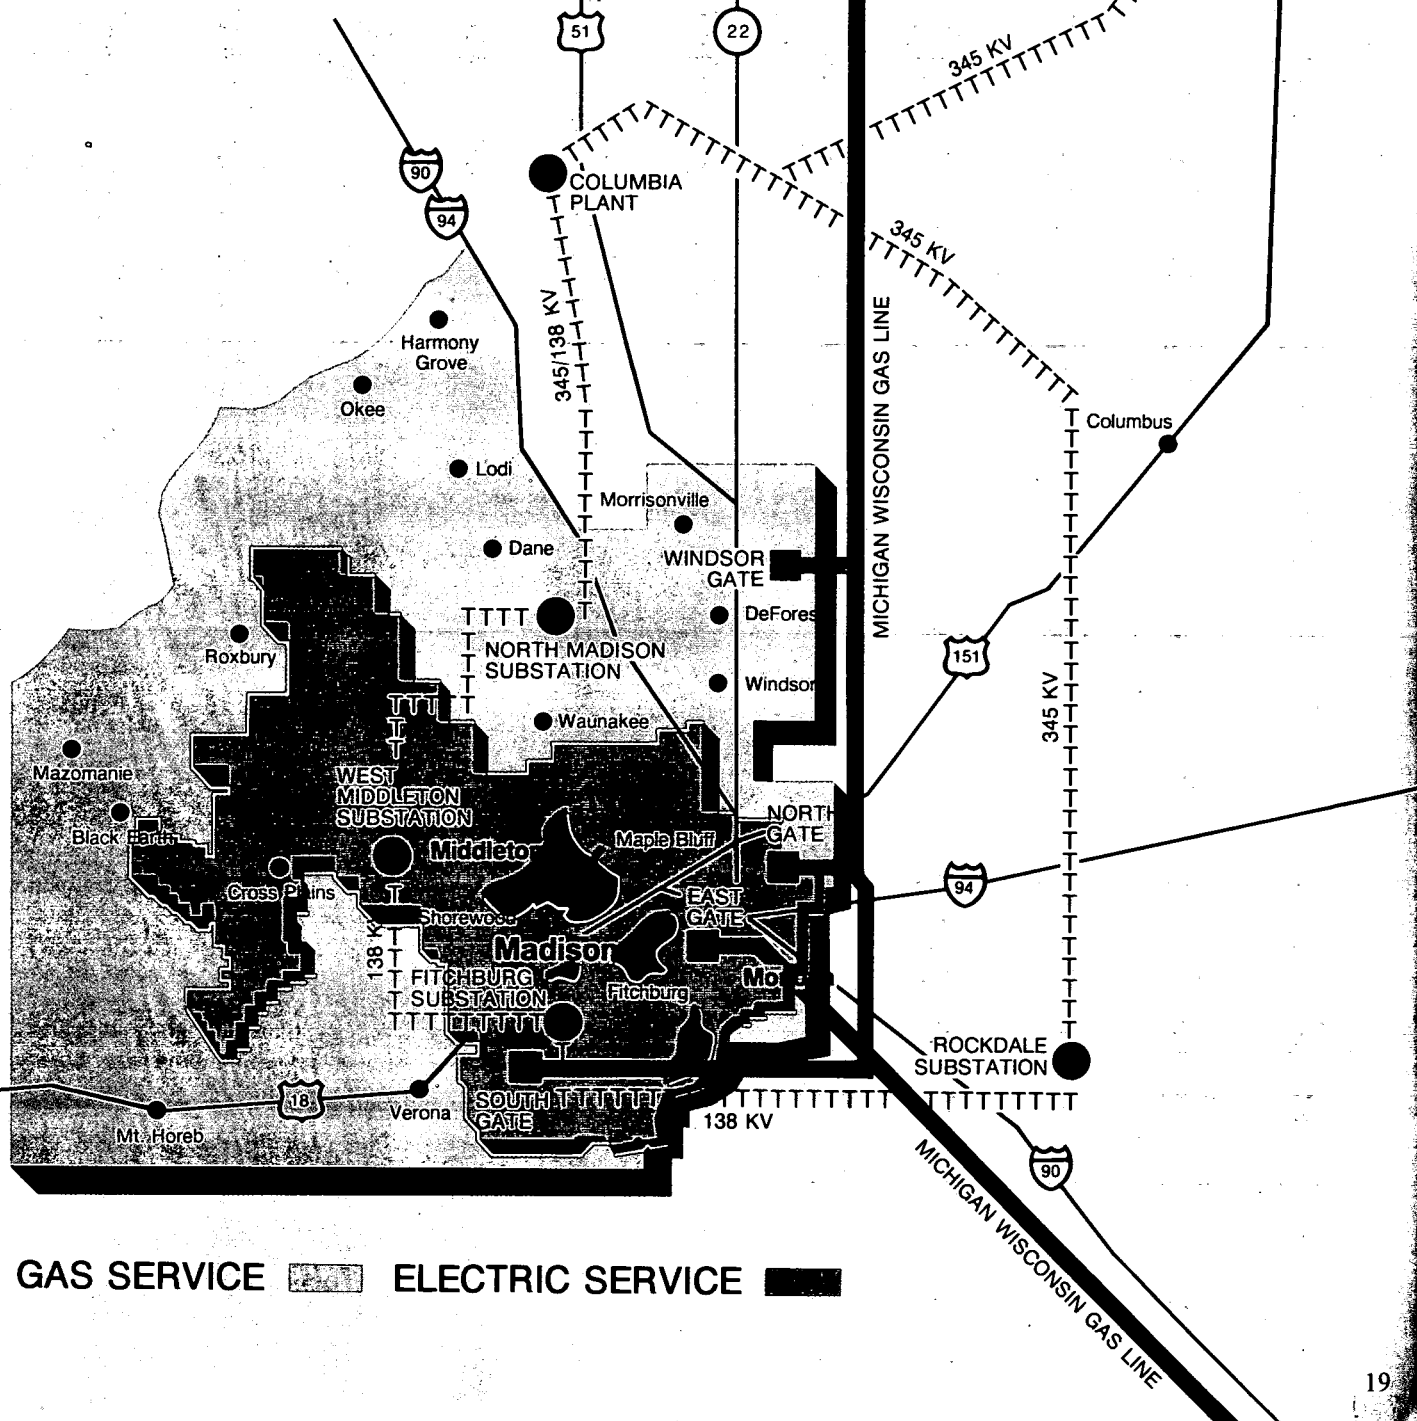 51
22
345 KV
90
94
COLUMBIA
PLANT
345 KV
345/138 KV
MICHIGAN WISCONSIN GAS LINE
Harmony
Grove
Okee
Columbus
Lodi
Morrisonville
Dane
WINDSOR
GATE
DeFores
Roxbury
NORTH MADISON
SUBSTATION
151
Windsor
345 KV
Waunakee
Mazomanie
WEST
MIDDLETON
SUBSTATION
NORTH
GATE
Black Earth
Maple Bluff
Middleto
Cross Plains
94
EAST
GATE
Shorewood
138 K
Madison
FITCHBURG
SUBSTATION
Mo
Fitchburg
ROCKDALE
SUBSTATION
18
Verona
SOUTH
GATE
138 KV
Mt. Horeb
90
MICHIGAN WISCONSIN GAS LINE
GAS SERVICE
ELECTRIC SERVICE
19